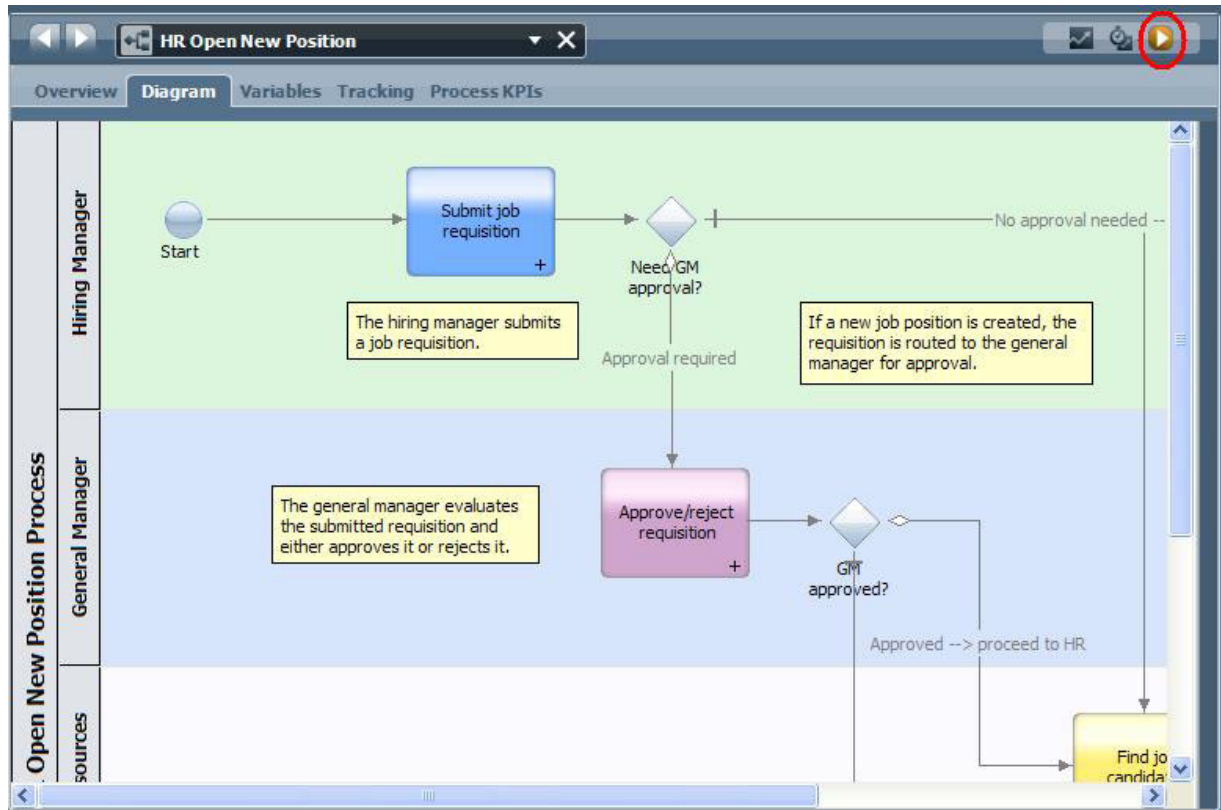 HR Open New Position
Overview
Diagram
Variables
Tracking
Process KPIs
Open New Position Process
Hiring Manager
Start
Submit job
requisition
+
Need GM
approval?
No approval needed --
The hiring manager submits
a job requisition.
Approval required
If a new job position is created, the
requisition is routed to the general
manager for approval.
General Manager
The general manager evaluates
the submitted requisition and
either approves it or rejects it.
Approve/reject
requisition
+
GM
approved?
Approved --> proceed to HR
sources
Find jo
candida